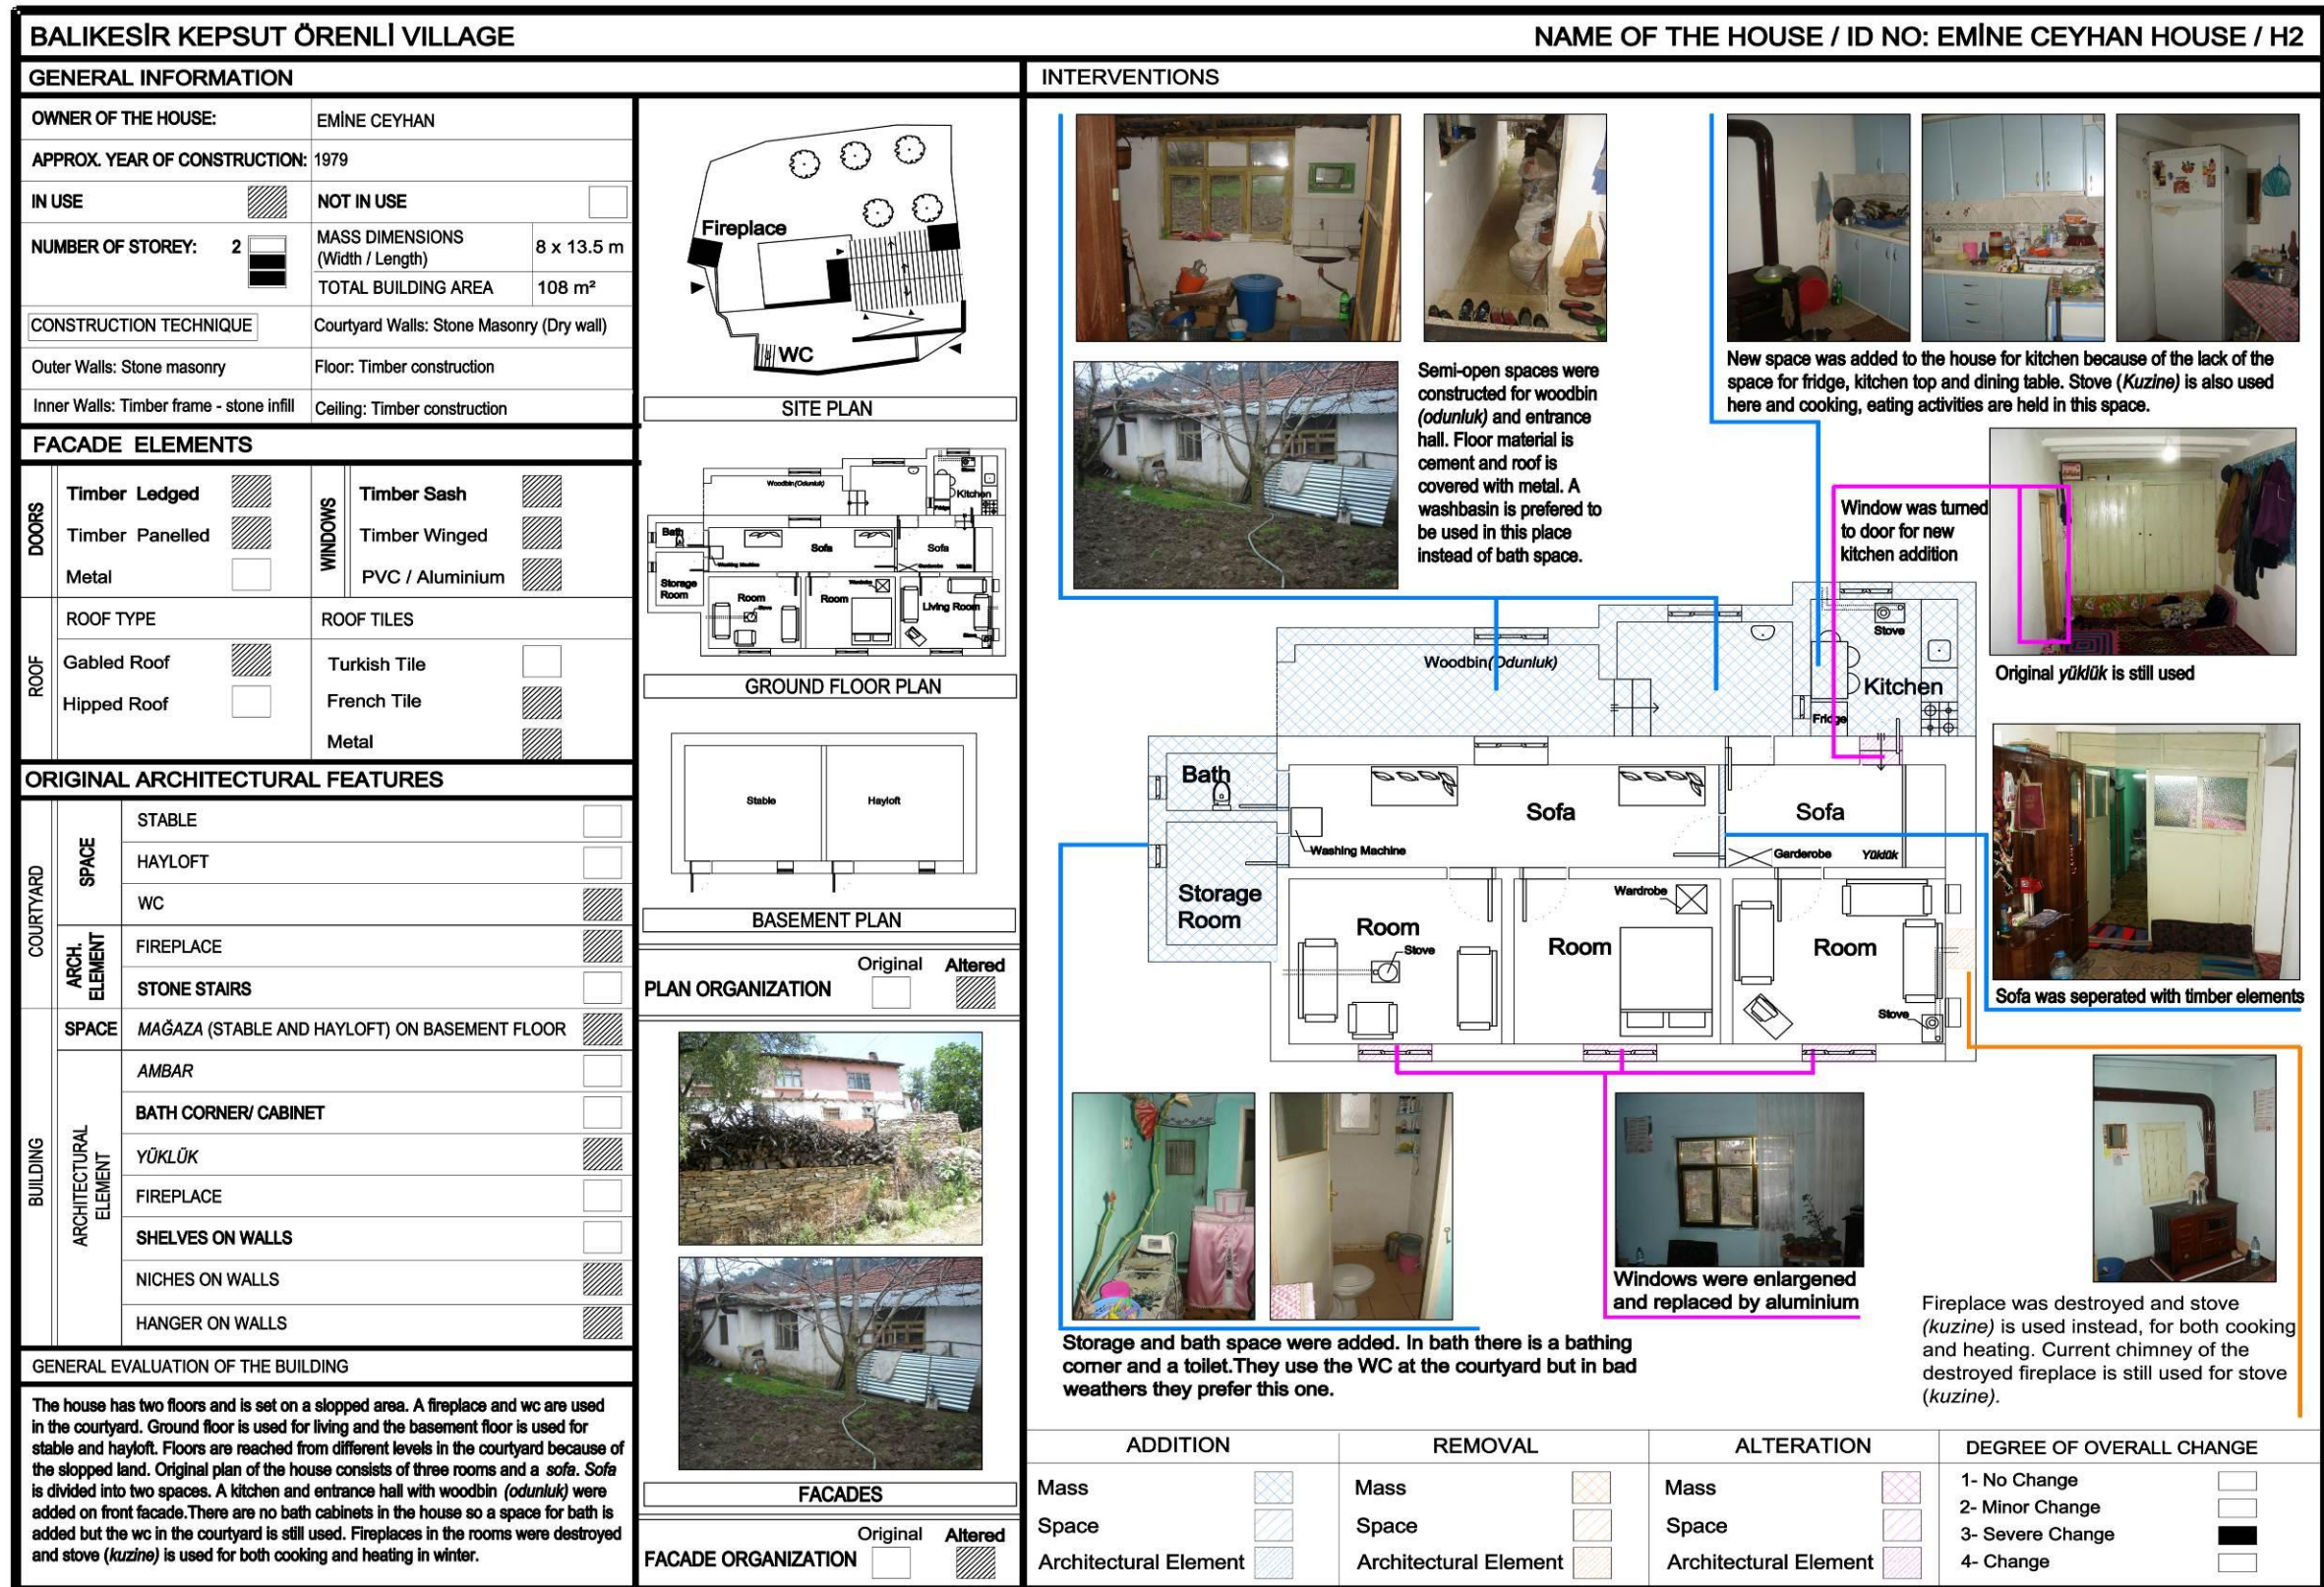 BALIKESİR KEPSUT ÖRENLİ VILLAGE
NAME OF THE HOUSE / ID NO: EMİNE CEYHAN HOUSE / H2
GENERAL INFORMATION
OWNER OF THE HOUSE:
EMİNE CEYHAN
APPROX. YEAR OF CONSTRUCTION:
1979
IN USE
NOT IN USE
NUMBER OF STOREY:
2
MASS DIMENSIONS
(Width / Length)
8 x 13.5 m
TOTAL BUILDING AREA
108 m²
CONSTRUCTION TECHNIQUE
Courtyard Walls: Stone Masonry (Dry wall)
Outer Walls: Stone masonry
Floor: Timber construction
Inner Walls: Timber frame - stone infill
Ceiling: Timber construction
FACADE ELEMENTS
DOORS
Timber Ledged
Timber Panelled
Metal
WINDOWS
Timber Sash
Timber Winged
PVC / Aluminium
ROOF
ROOF TYPE
Gabled Roof
Hipped Roof
ROOF TILES
Turkish Tile
French Tile
Metal
ORIGINAL ARCHITECTURAL FEATURES
COURTYARD
SPACE
STABLE
HAYLOFT
WC
ARCH.
ELEMENT
FIREPLACE
STONE STAIRS
BUILDING
SPACE
MAĞAZA (STABLE AND HAYLOFT) ON BASEMENT FLOOR
ARCHITECTURAL
ELEMENT
AMBAR
BATH CORNER/ CABINET
YÜKLÜK
FIREPLACE
SHELVES ON WALLS
NICHES ON WALLS
HANGER ON WALLS
GENERAL EVALUATION OF THE BUILDING
The house has two floors and is set on a slopped area. A fireplace and wc are used
in the courtyard. Ground floor is used for living and the basement floor is used for
stable and hayloft. Floors are reached from different levels in the courtyard because of
the slopped land. Original plan of the house consists of three rooms and a sofa. Sofa
is divided into two spaces. A kitchen and entrance hall with woodbin (odunluk) were
added on front facade.There are no bath cabinets in the house so a space for bath is
added but the wc in the courtyard is still used. Fireplaces in the rooms were destroyed
and stove (kuzine) is used for both cooking and heating in winter.
Fireplace
WC
SITE PLAN
Woodbin(Odunluk)
Stove
Kitchen
Fridge
Bath
Sofa
Sofa
Washing Machine
Garderobe
Yüklük
Storage
Room
Room
Stove
Wardrobe
Room
Living Room
Stove
GROUND FLOOR PLAN
Stable
Hayloft
BASEMENT PLAN
Original
Altered
PLAN ORGANIZATION
FACADES
Original
Altered
FACADE ORGANIZATION
INTERVENTIONS
Semi-open spaces were
constructed for woodbin
(odunluk) and entrance
hall. Floor material is
cement and roof is
covered with metal. A
washbasin is prefered to
be used in this place
instead of bath space.
New space was added to the house for kitchen because of the lack of the
space for fridge, kitchen top and dining table. Stove (Kuzine) is also used
here and cooking, eating activities are held in this space.
Window was turned
to door for new
kitchen addition
Original yüklük is still used
Woodbin(Odunluk)
Stove
Kitchen
Fridge
Bath
Sofa
Sofa
Washing Machine
Garderobe
Yüklük
Storage
Room
Room
Stove
Wardrobe
Room
Room
Stove
Sofa was seperated with timber elements
Windows were enlargened
and replaced by aluminium
Storage and bath space were added. In bath there is a bathing
corner and a toilet.They use the WC at the courtyard but in bad
weathers they prefer this one.
Fireplace was destroyed and stove
(kuzine) is used instead, for both cooking
and heating. Current chimney of the
destroyed fireplace is still used for stove
(kuzine).
ADDITION
Mass
Space
Architectural Element
REMOVAL
Mass
Space
Architectural Element
ALTERATION
Mass
Space
Architectural Element
DEGREE OF OVERALL CHANGE
1- No Change
2- Minor Change
3- Severe Change
4- Change